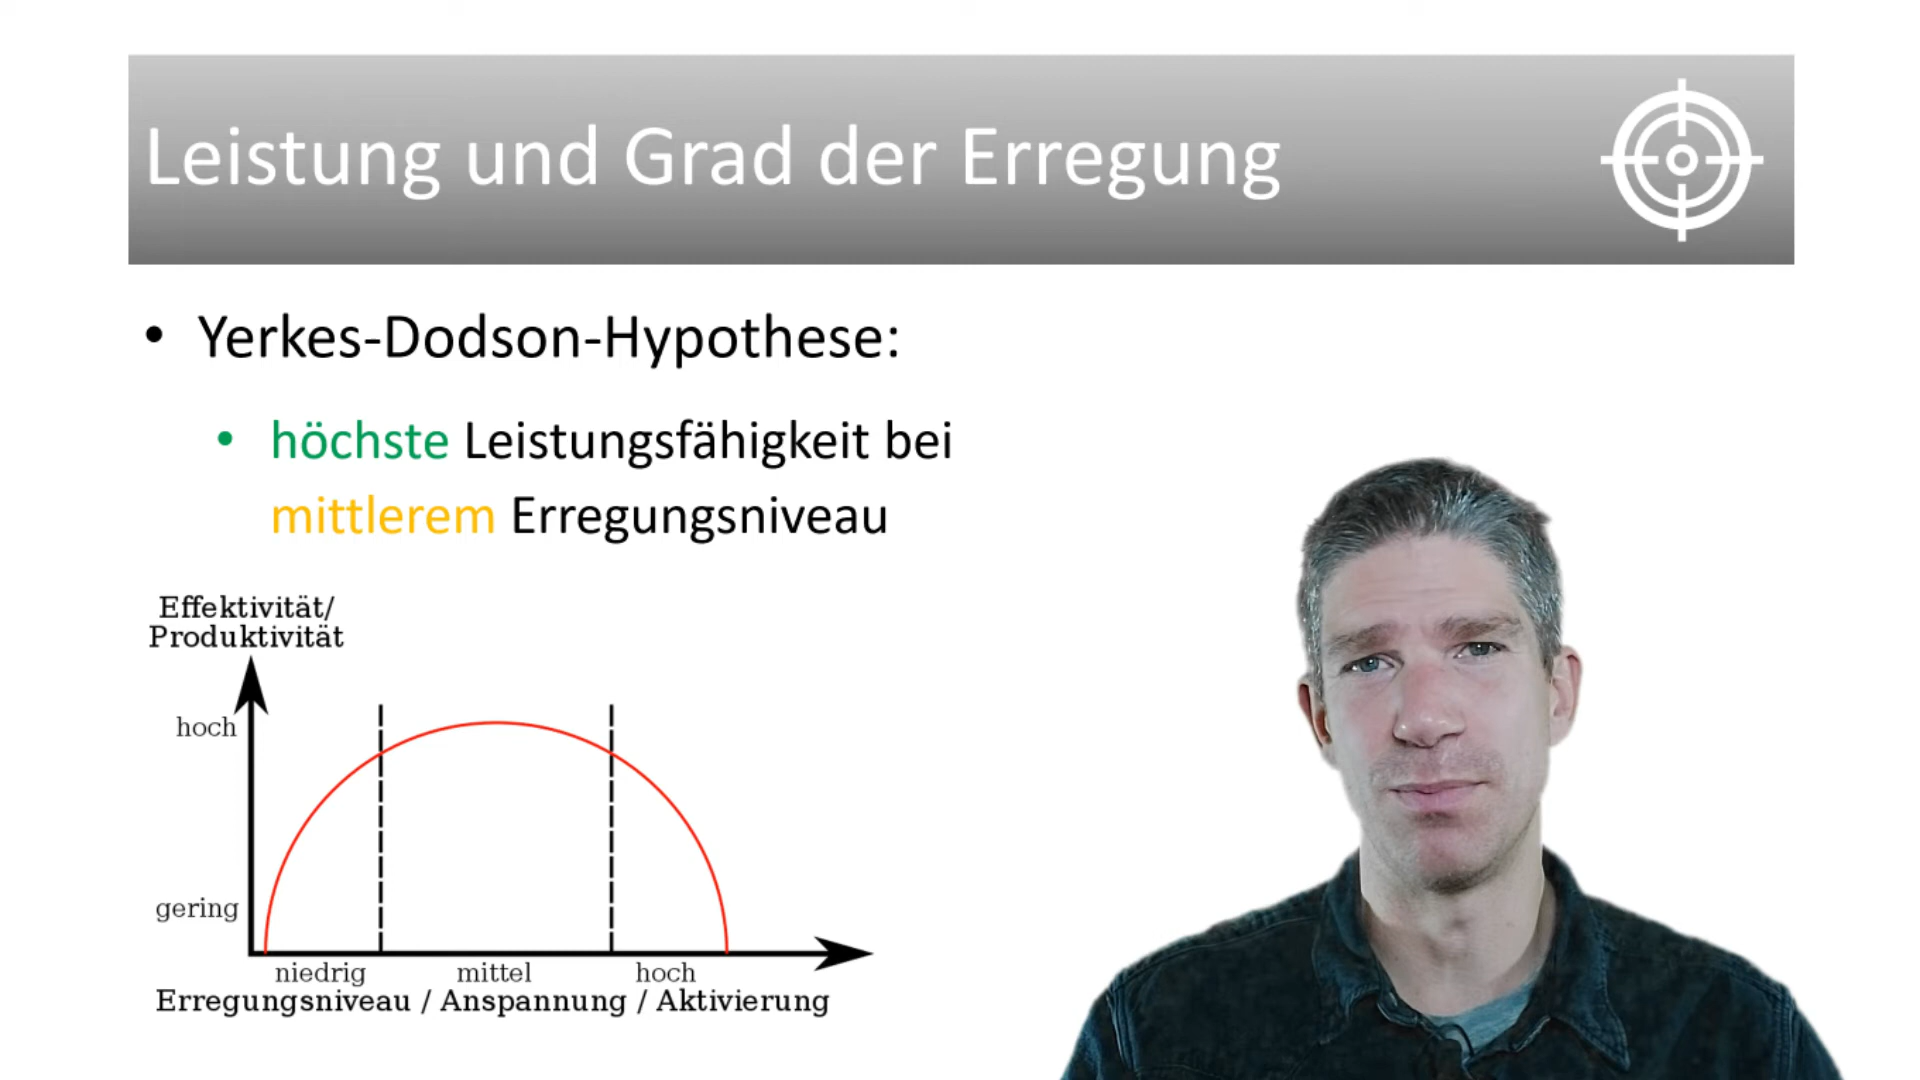 Leistung und Grad der Erregung
• Yerkes-Dodson-Hypothese:
• höchste Leistungsfähigkeit bei
mittlerem Erregungsniveau
Effektivität/
Produktivität
hoch
gering
niedrig mittel hoch
Erregungsniveau / Anspannung / Aktivierung